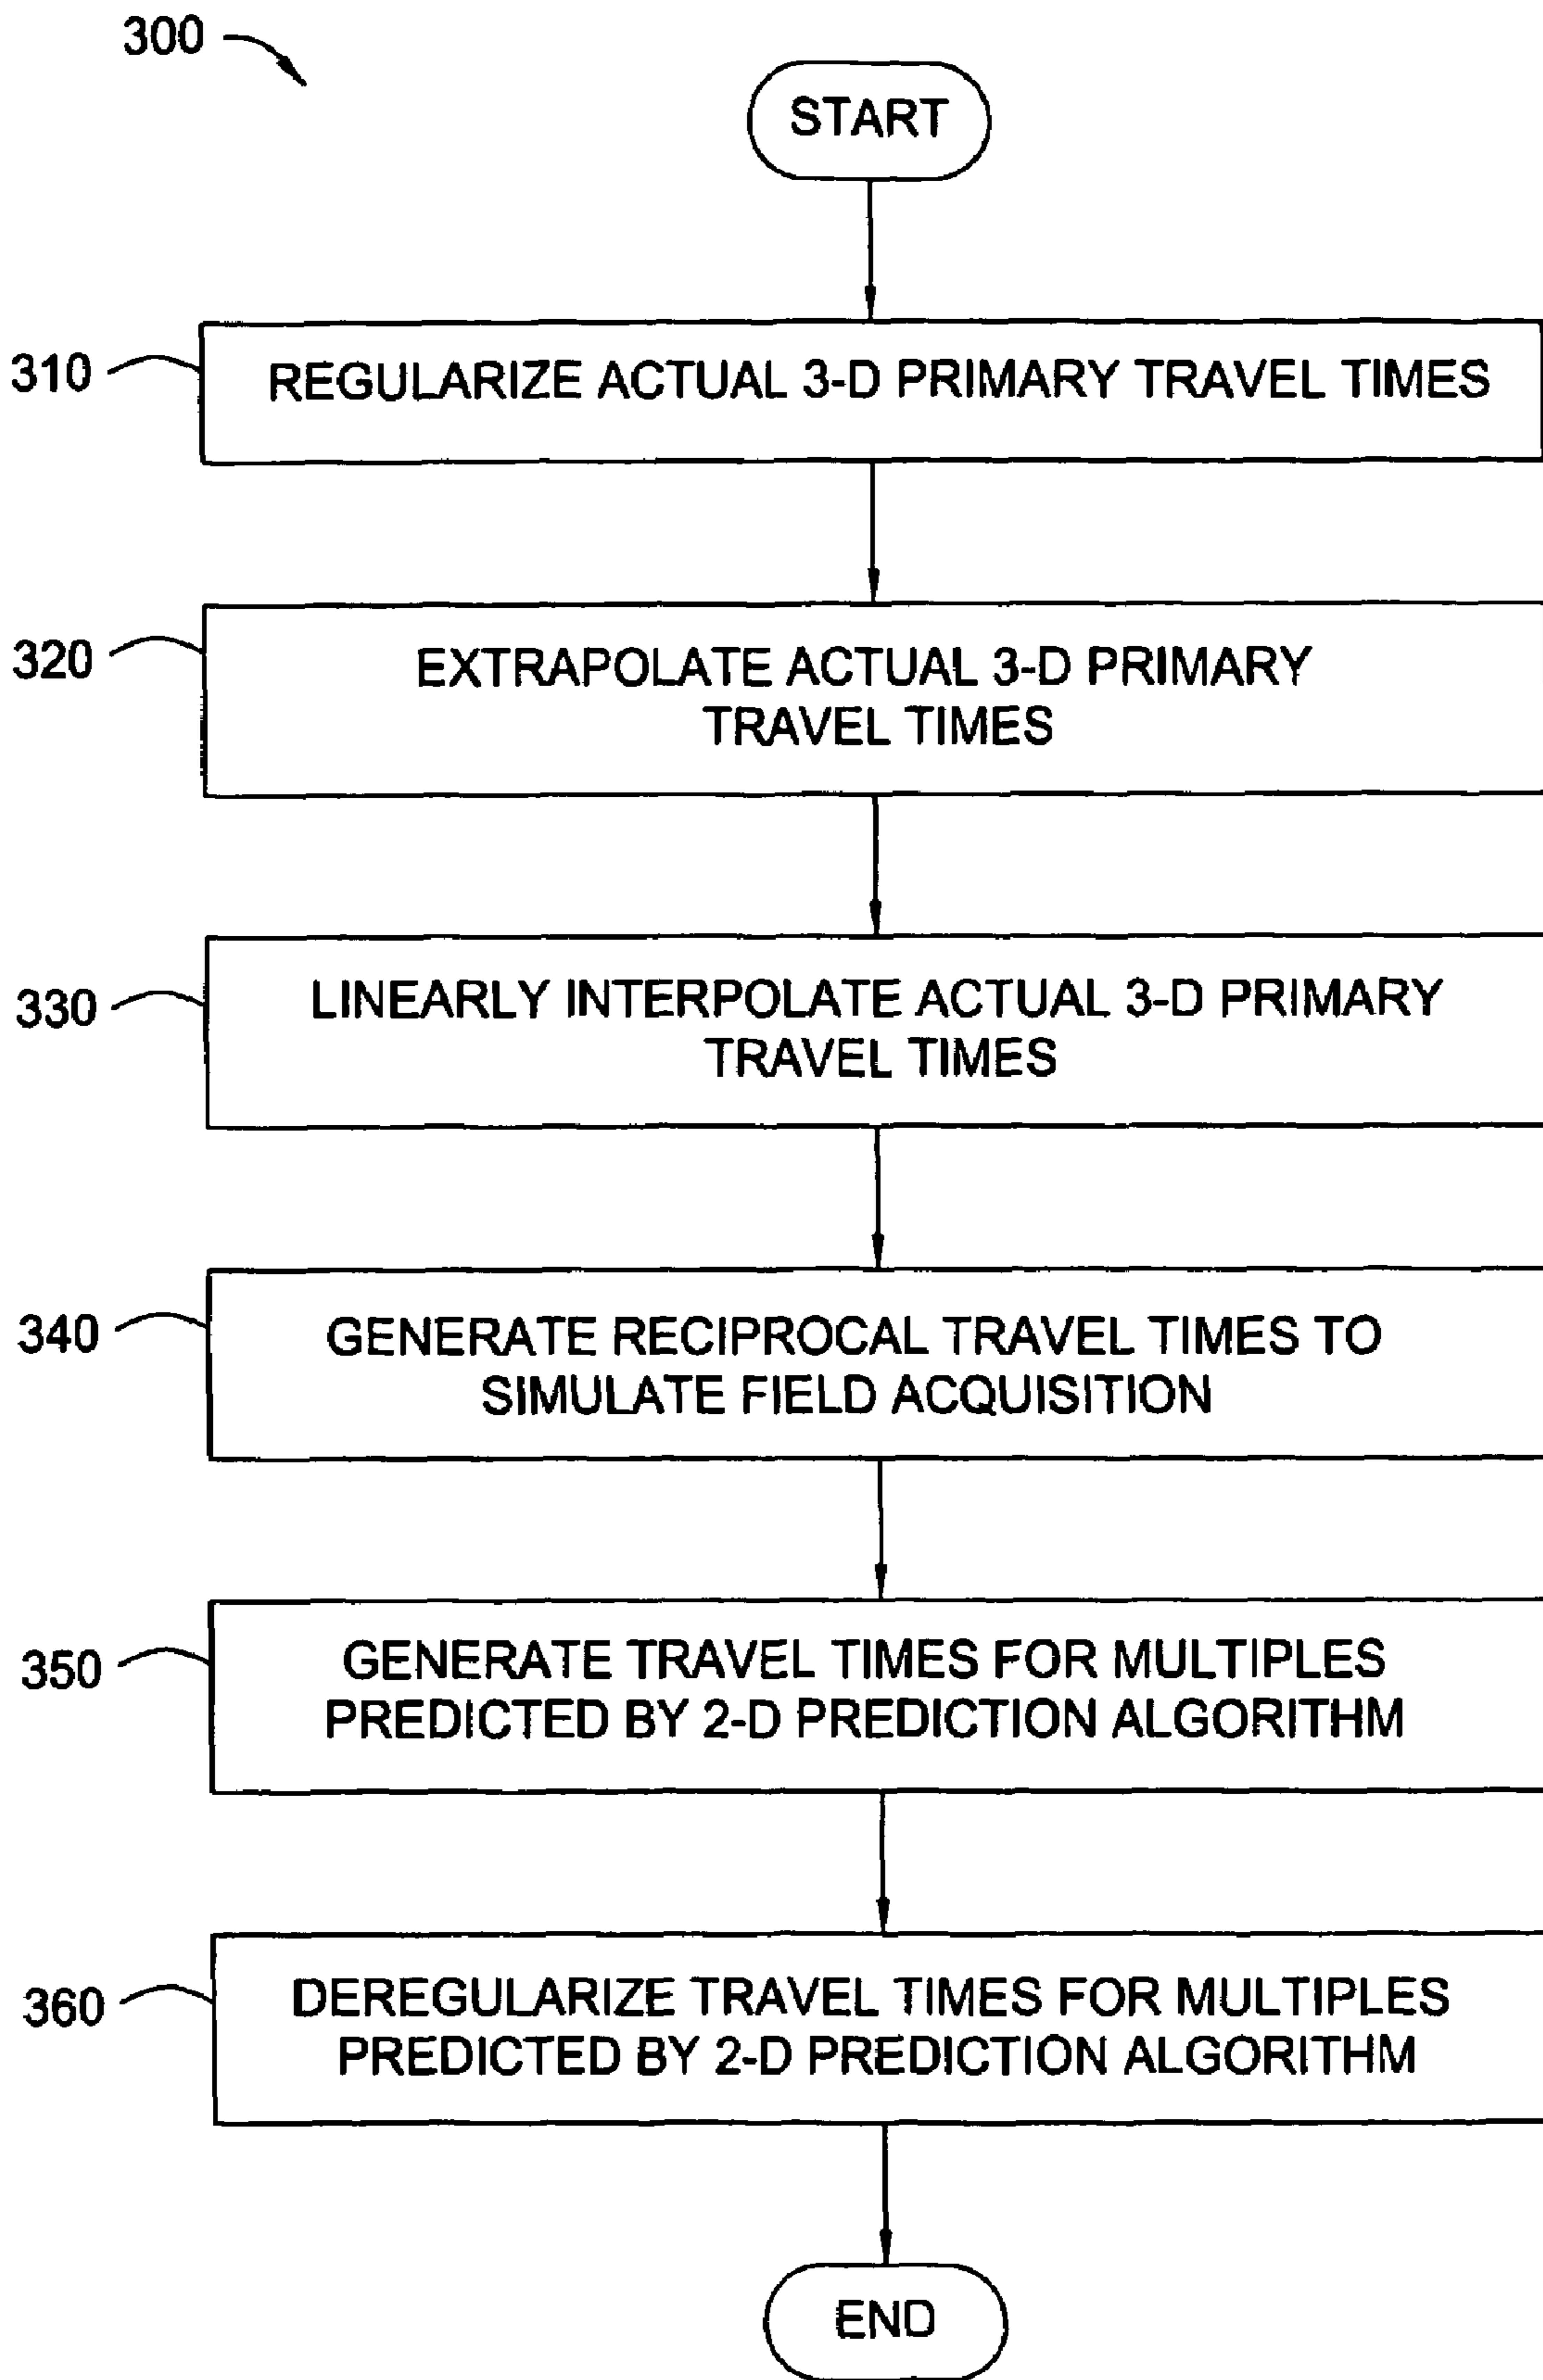 300
START
310
REGULARIZE ACTUAL 3-D PRIMARY TRAVEL TIMES
320
EXTRAPOLATE ACTUAL 3-D PRIMARY
TRAVEL TIMES
330
LINEARLY INTERPOLATE ACTUAL 3-D PRIMARY
TRAVEL TIMES
340
GENERATE RECIPROCAL TRAVEL TIMES TO
SIMULATE FIELD ACQUISITION
350
GENERATE TRAVEL TIMES FOR MULTIPLES
PREDICTED BY 2-D PREDICTION ALGORITHM
360
DEREGULARIZE TRAVEL TIMES FOR MULTIPLES
PREDICTED BY 2-D PREDICTION ALGORITHM
END